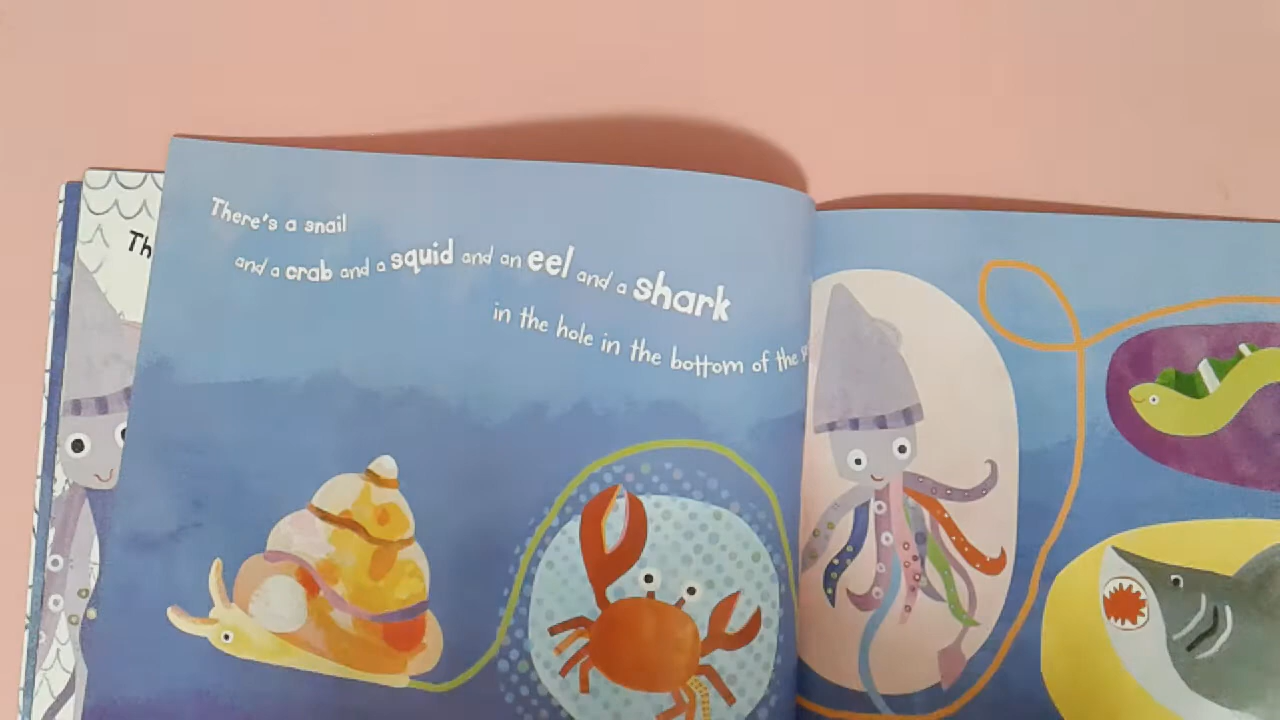 There's a snail
and a crab and a squid and an eel and a shark
in the hole in the bottom of the
Th